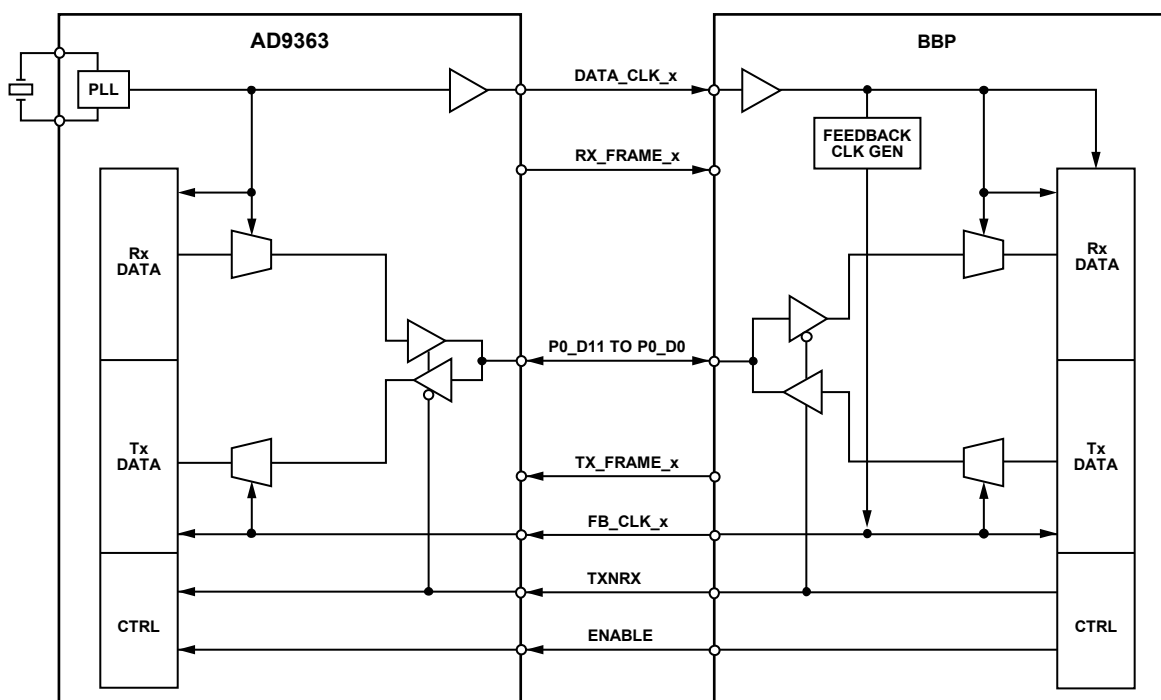 AD9363
BBP
PLL
DATA_CLK_x
FEEDBACK
CLK GEN
RX_FRAME_x
Rx
DATA
Rx
DATA
P0_D11 TO P0_D0
Tx
DATA
Tx
DATA
TX_FRAME_x
FB_CLK_x
TXNRX
CTRL
CTRL
ENABLE